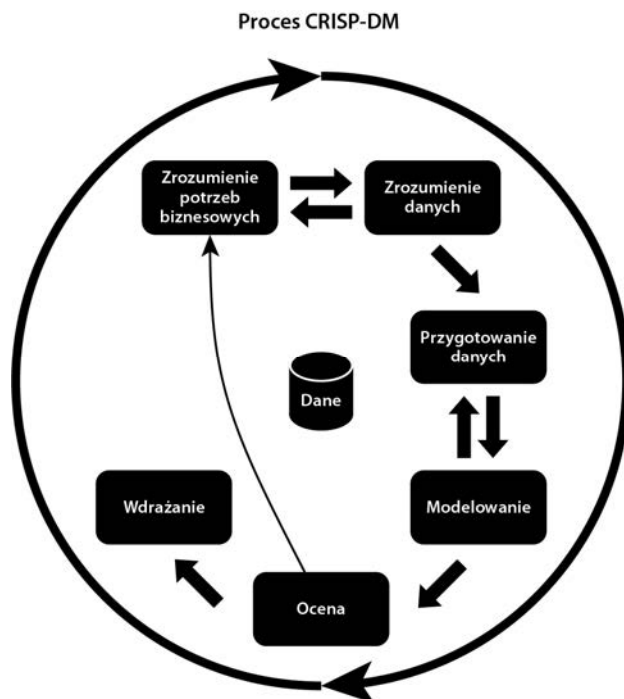 Proces CRISP-DM
Zrozumienie
potrzeb
biznesowych
Zrozumienie
danych
Przygotowanie
danych
Dane
Wdrażanie
Modelowanie
Ocena